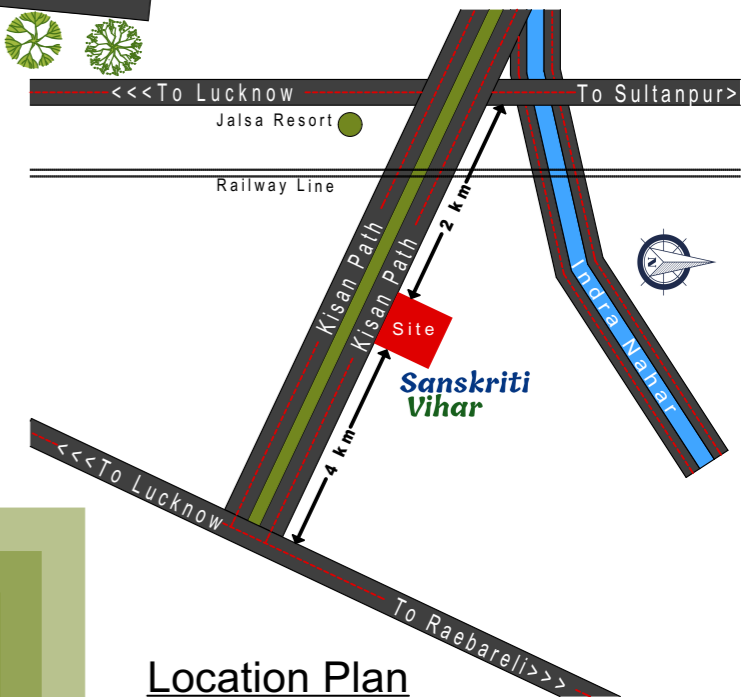 <<<To Lucknow
To Sultanpur>
Jalsa Resort
Railway Line
2 km
Kisan Path
Kisan Path
N
Indra Nahar
Site
Sanskriti
Vihar
4 km
<<<To Lucknow
To Raebareli>>>
Location Plan